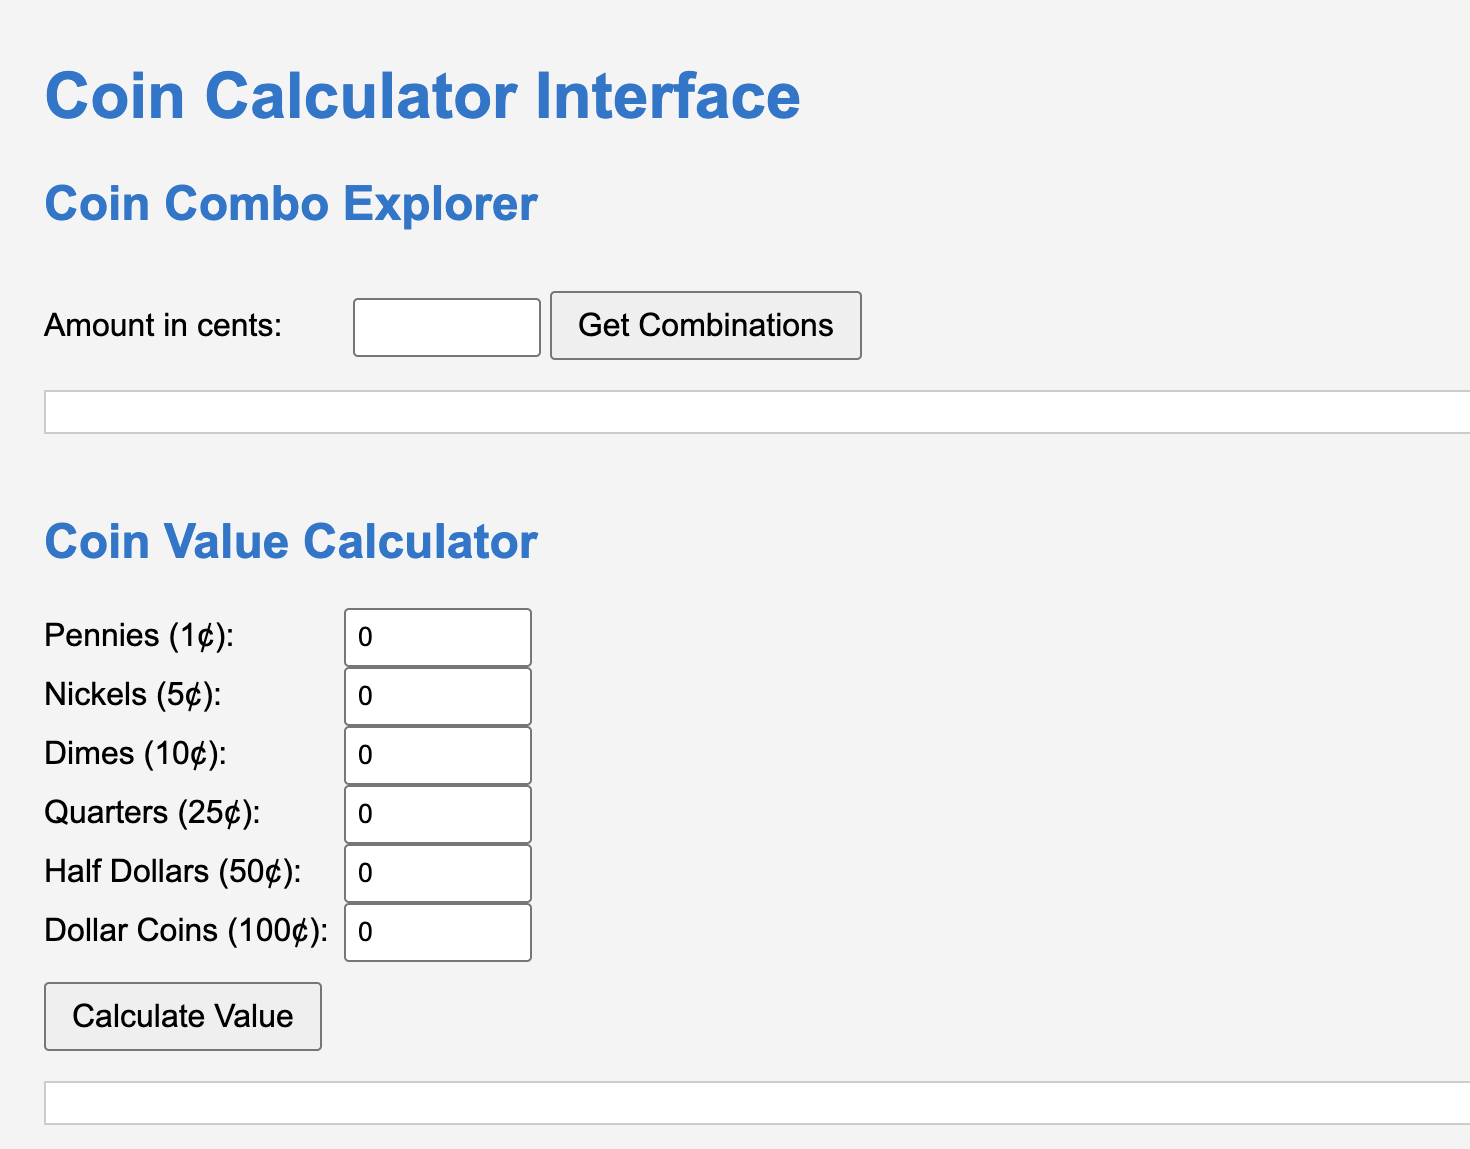 Coin Calculator Interface
Coin Combo Explorer
Amount in cents: Get Combinations
Coin Value Calculator
Pennies (1¢): 0
Nickels (5¢): 0
Dimes (10¢): 0
Quarters (25¢): 0
Half Dollars (50¢): 0
Dollar Coins (100¢): 0
Calculate Value